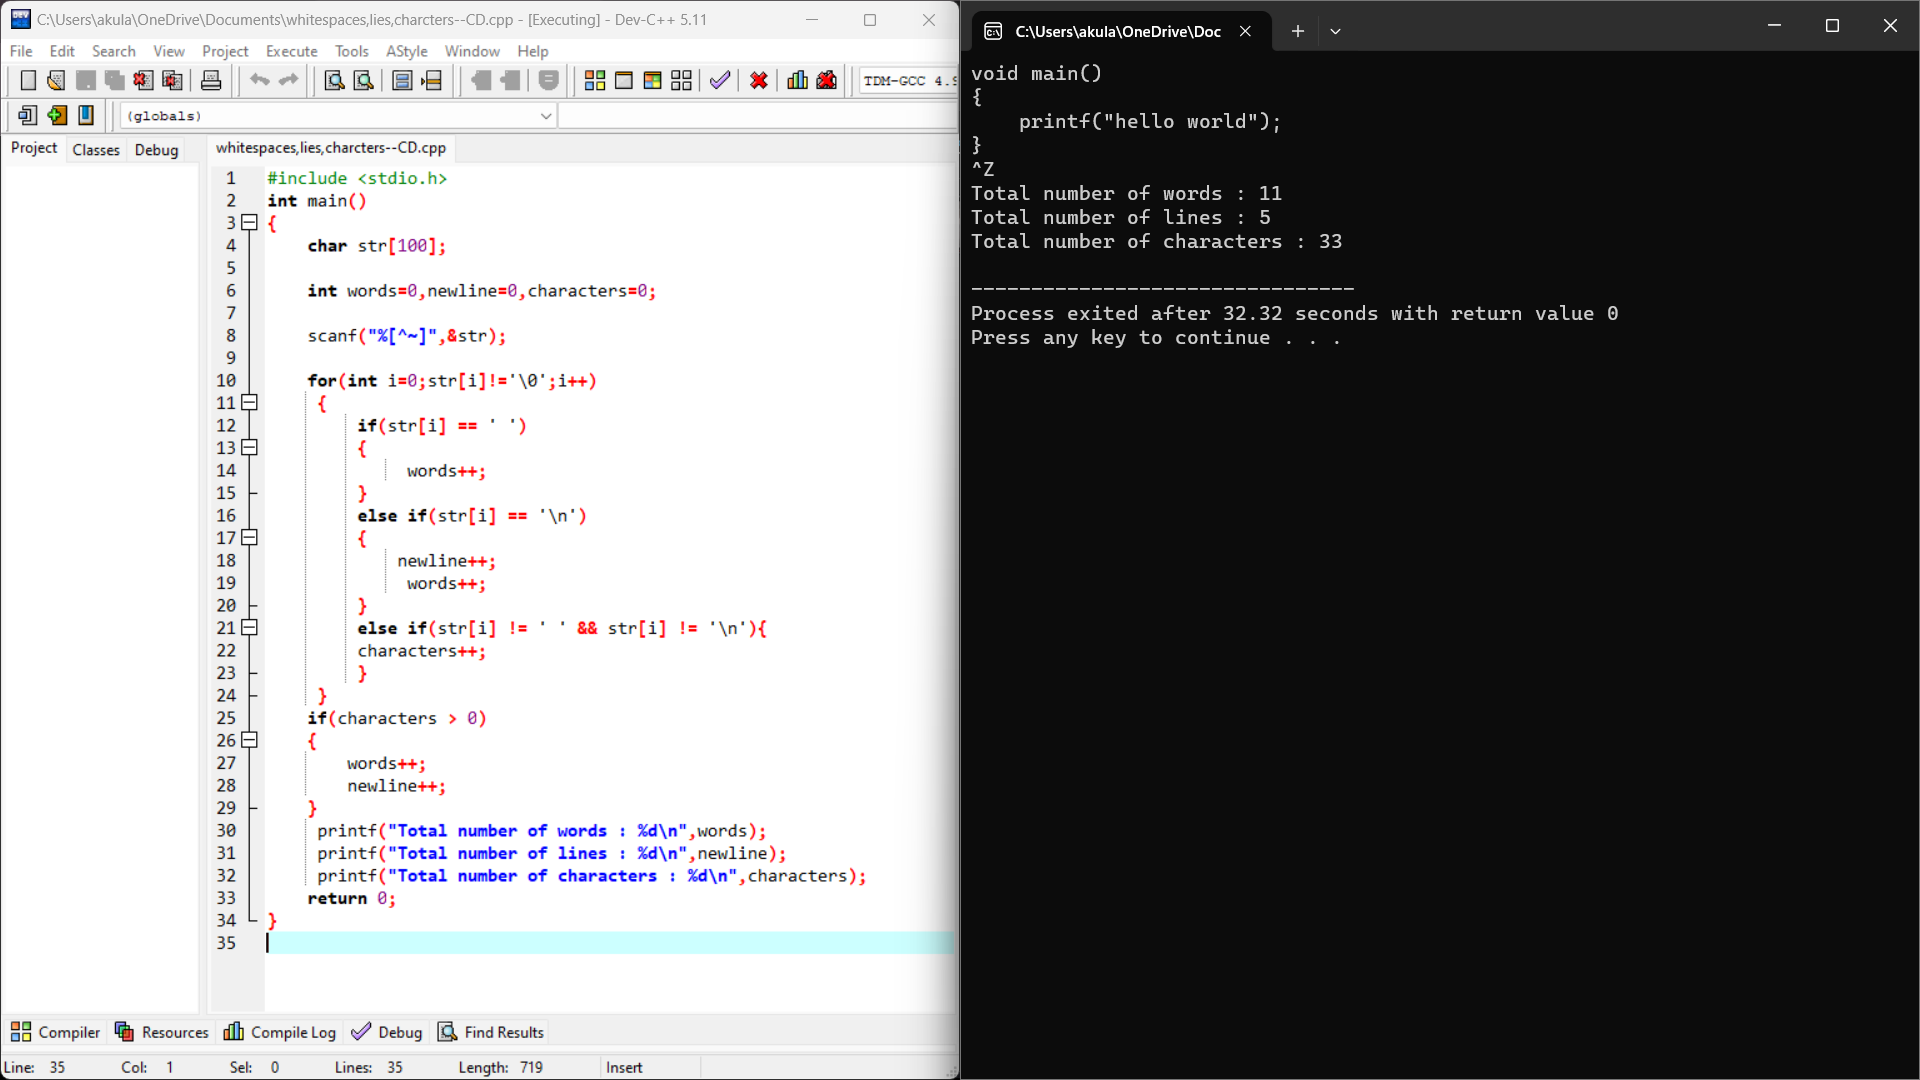 C:\Users\akula\OneDrive\Documents\whitespaces,lies,charcters--CD.cpp - [Executing] - Dev-C++ 5.11
File Edit Search View Project Execute Tools AStyle Window Help
TDM-GCC 4.9
(globals)
Project Classes Debug
whitespaces,lies,charcters--CD.cpp
1 #include <stdio.h>
2 int main()
3 {
4 char str[100];
5
6 int words=0,newline=0,characters=0;
7
8 scanf("%[^~]",&str);
9
10 for(int i=0;str[i]!='\0';i++)
11 {
12 if(str[i] == ' ')
13 {
14 words++;
15 }
16 else if(str[i] == '\n')
17 {
18 newline++;
19 words++;
20 }
21 else if(str[i] != ' ' && str[i] != '\n'){
22 characters++;
23 }
24 }
25 if(characters > 0)
26 {
27 words++;
28 newline++;
29 }
30 printf("Total number of words : %d\n",words);
31 printf("Total number of lines : %d\n",newline);
32 printf("Total number of characters : %d\n",characters);
33 return 0;
34 }
35
Compiler Resources Compile Log Debug Find Results
Line: 35 Col: 1 Sel: 0 Lines: 35 Length: 719 Insert
C:\Users\akula\OneDrive\Doc
void main()
{
    printf("hello world");
}
^Z
Total number of words : 11
Total number of lines : 5
Total number of characters : 33
--------------------------------
Process exited after 32.32 seconds with return value 0
Press any key to continue . . .